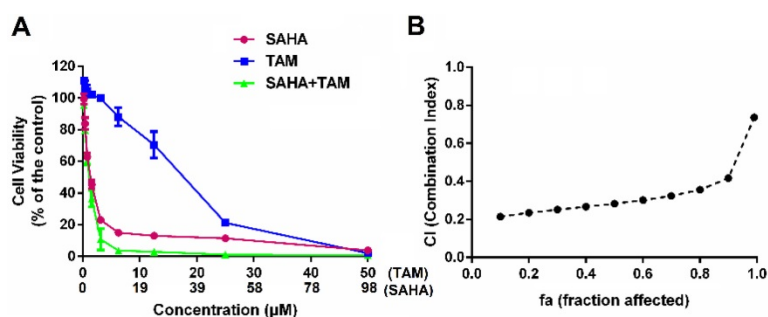 A
SAHA
TAM
SAHA+TAM
Cell Viability
(% of the control)
120
100
80
60
40
20
0
0 10 20 30 40 50 (TAM)
0 19 39 58 78 98 (SAHA)
Concentration (µM)
B
CI (Combination Index)
1.0
0.8
0.6
0.4
0.2
0.0
0.0 0.2 0.4 0.6 0.8 1.0
fa (fraction affected)